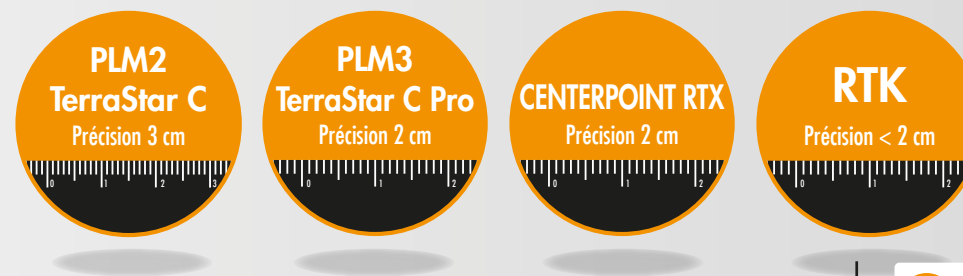 PLM2
TerraStar C
Précision 3 cm
0 1 2 3
PLM3
TerraStar C Pro
Précision 2 cm
0 1 2
CENTERPOINT RTX
Précision 2 cm
0 1 2
RTK
Précision < 2 cm
0 1 2